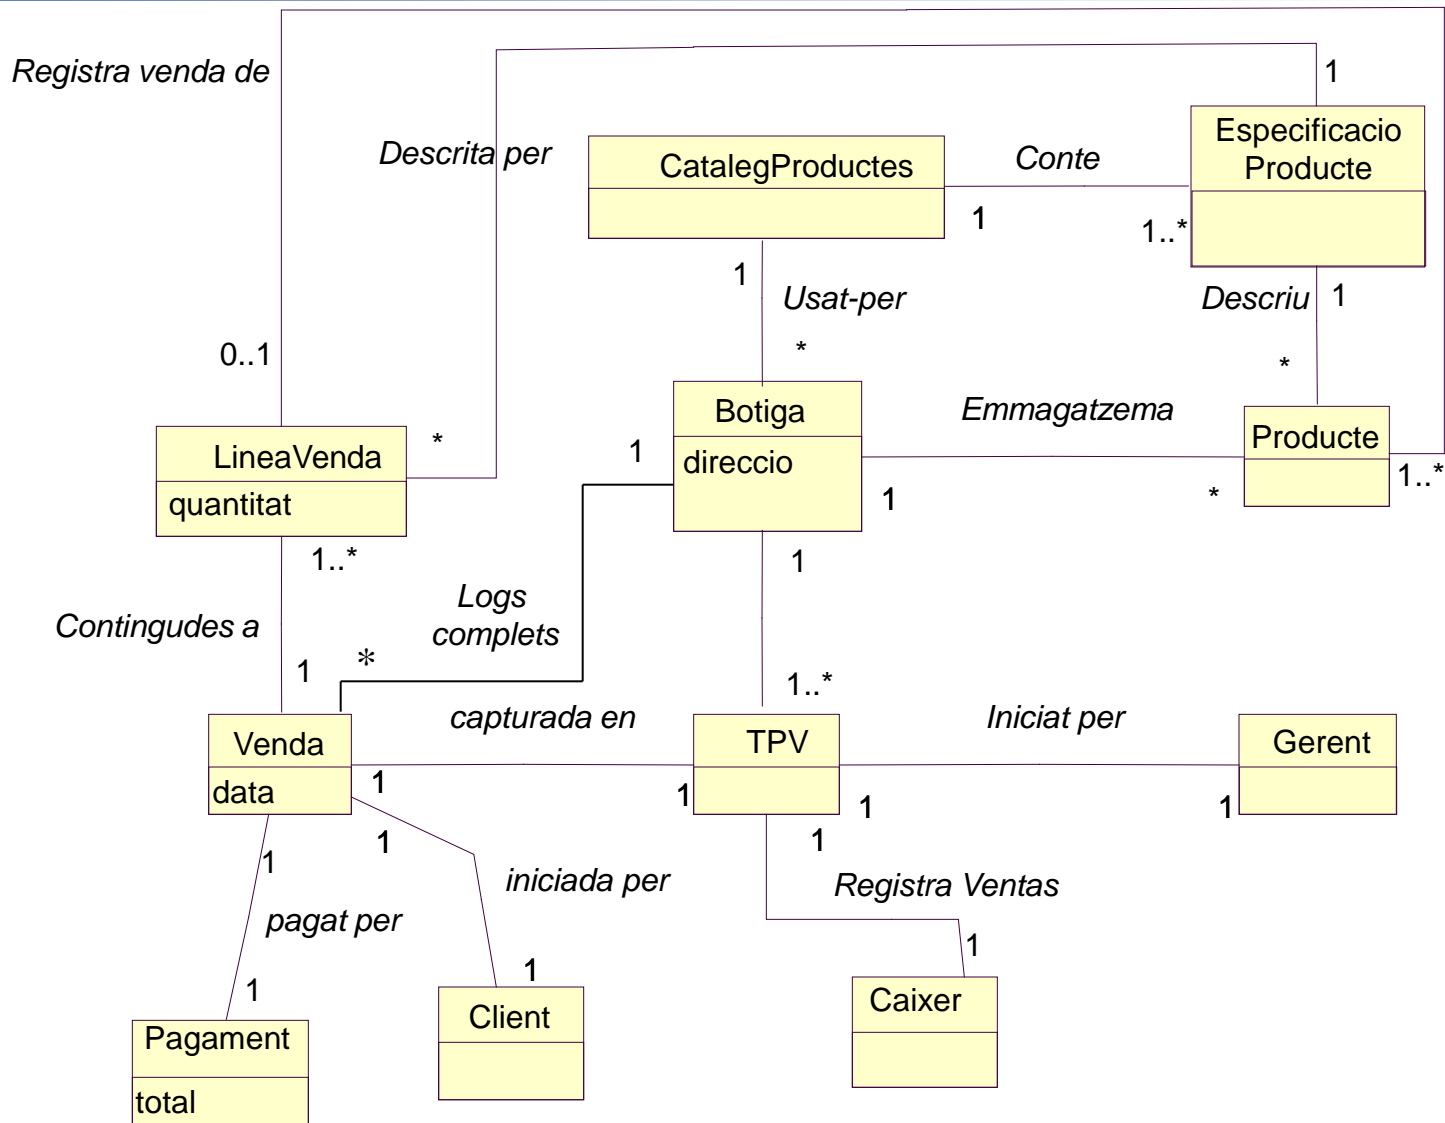 Registra venda de
1
Especificacio
Producte
Descrita per
CatalegProductes
Conte
1
1..*
1
Usat-per
Descriu
1
0..1
*
*
Botiga
Emmagatzema
Producte
*
1
LineaVenda
direccio
1..*
quantitat
1
*
1..*
1
Logs
complets
Contingudes a
1
*
1..*
capturada en
Iniciat per
Venda
TPV
Gerent
data
1
1
1
1
1
1
1
iniciada per
Registra Ventas
pagat per
1
1
1
Caixer
Client
Pagament
total